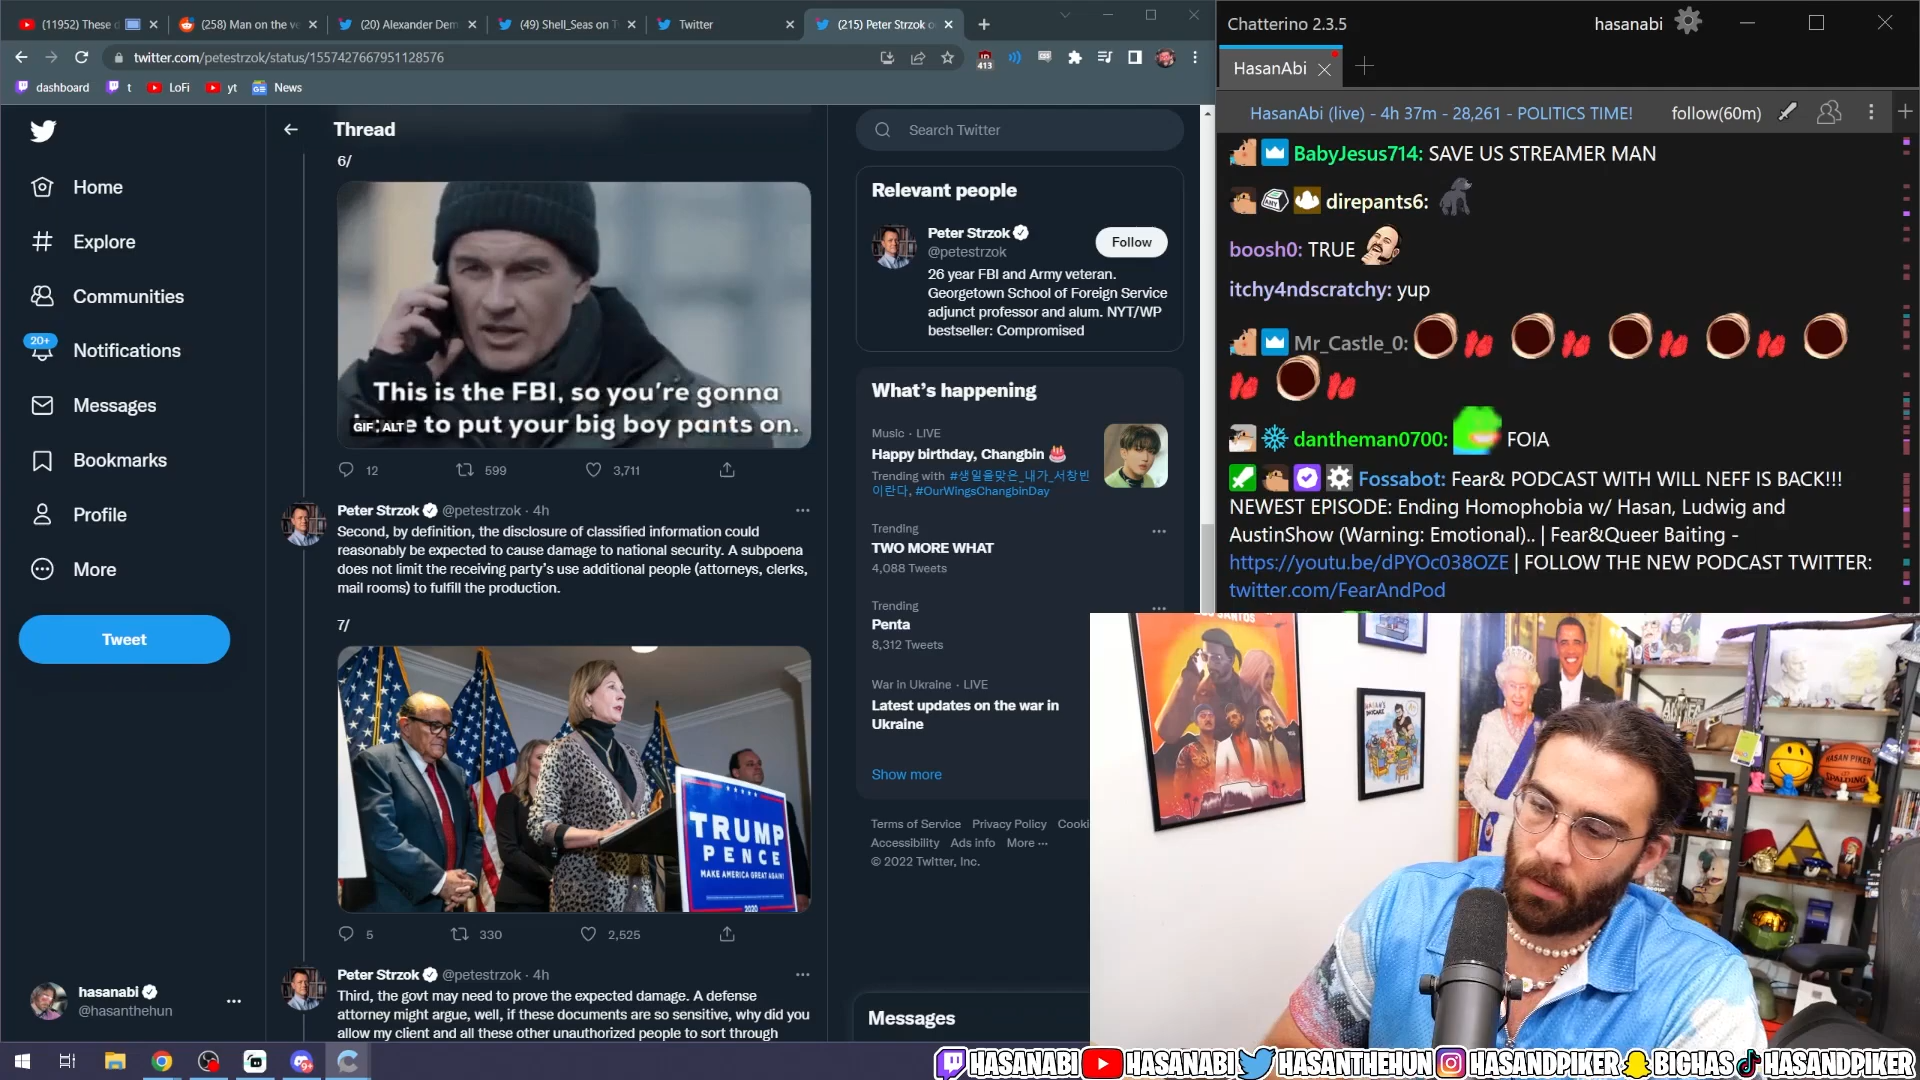 (11952) These d
(258) Man on the ve
(20) Alexander Dem
(49) Shell_Seas on T
Twitter
(215) Peter Strzok o
twitter.com/petestrzok/status/1557427667951128576
413
dashboard
t
LoFi
yt
News
Home
Explore
Communities
20+
Notifications
Messages
Bookmarks
Profile
More
Tweet
hasanabi
@hasanthehun
Thread
6/
This is the FBI, so you're gonna
e to put your big boy pants on.
GIF ALT
12
599
3,711
Peter Strzok @petestrzok · 4h
Second, by definition, the disclosure of classified information could
reasonably be expected to cause damage to national security. A subpoena
does not limit the receiving party's use additional people (attorneys, clerks,
mail rooms) to fulfill the production.
7/
TRUMP
PENCE
MAKE AMERICA GREAT AGAIN!
2020
5
330
2,525
Peter Strzok @petestrzok · 4h
Third, the govt may need to prove the expected damage. A defense
attorney might argue, well, if these documents are so sensitive, why did you
allow my client and all these other unauthorized people to sort through
Search Twitter
Relevant people
Peter Strzok
@petestrzok
Follow
26 year FBI and Army veteran.
Georgetown School of Foreign Service
adjunct professor and alum. NYT/WP
bestseller: Compromised
What's happening
Music · LIVE
Happy birthday, Changbin
Trending with #생일을맞은_내가_서창빈
이란다, #OurWingsChangbinDay
Trending
TWO MORE WHAT
4,088 Tweets
Trending
Penta
8,312 Tweets
War in Ukraine · LIVE
Latest updates on the war in
Ukraine
Show more
Terms of Service Privacy Policy Cooki
Accessibility Ads info More
© 2022 Twitter, Inc.
Messages
Chatterino 2.3.5
hasanabi
HasanAbi
HasanAbi (live) - 4h 37m - 28,261 - POLITICS TIME!
follow(60m)
BabyJesus714: SAVE US STREAMER MAN
direpants6:
boosh0: TRUE
itchy4ndscratchy: yup
Mr_Castle_0:
dantheman0700: FOIA
Fossabot: Fear& PODCAST WITH WILL NEFF IS BACK!!!
NEWEST EPISODE: Ending Homophobia w/ Hasan, Ludwig and
AustinShow (Warning: Emotional).. | Fear&Queer Baiting -
https://youtu.be/dPYOc038OZE | FOLLOW THE NEW PODCAST TWITTER:
twitter.com/FearAndPod
HASAN PIKER
SPALDING
HASANABI
HASANABI
HASANTHEHUN
HASANDPIKER
BIGHAS
HASANDPIKER